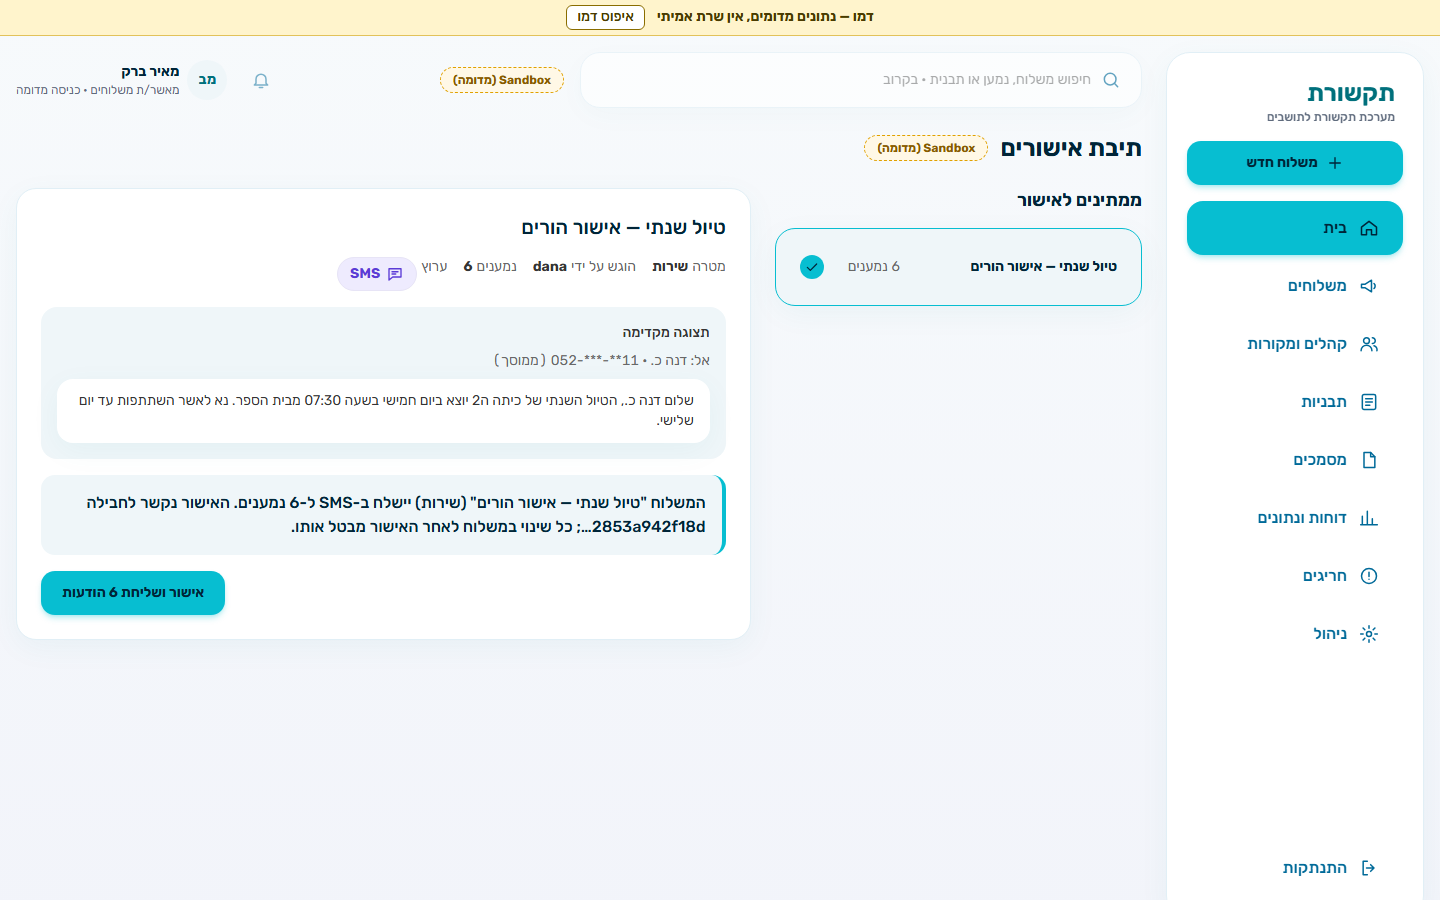 דמו — נתונים מדומים, אין שרת אמיתי
איפוס דמו
תקשורת
מערכת תקשורת לתושבים
משלוח חדש
בית
משלוחים
קהלים ומקורות
תבניות
מסמכים
דוחות ונתונים
חריגים
ניהול
התנתקות
חיפוש משלוח, נמען או תבנית · בקרוב
Sandbox (מדומה)
מב
מאיר ברק
מאשר/ת משלוחים · כניסה מדומה
תיבת אישורים
Sandbox (מדומה)
ממתינים לאישור
טיול שנתי — אישור הורים
6 נמענים
טיול שנתי — אישור הורים
מטרה שירות הוגש על ידי dana נמענים 6 ערוץ SMS
תצוגה מקדימה
אל: דנה כ. · 052-***-**11 (ממוסך)
שלום דנה כ., הטיול השנתי של כיתה ה2 יוצא ביום חמישי בשעה 07:30 מבית הספר. נא לאשר השתתפות עד יום
שלישי.
המשלוח "טיול שנתי — אישור הורים" (שירות) יישלח ב-SMS ל-6 נמענים. האישור נקשר לחבילה
2853a942f18d…; כל שינוי במשלוח לאחר האישור מבטל אותו.
אישור ושליחת 6 הודעות